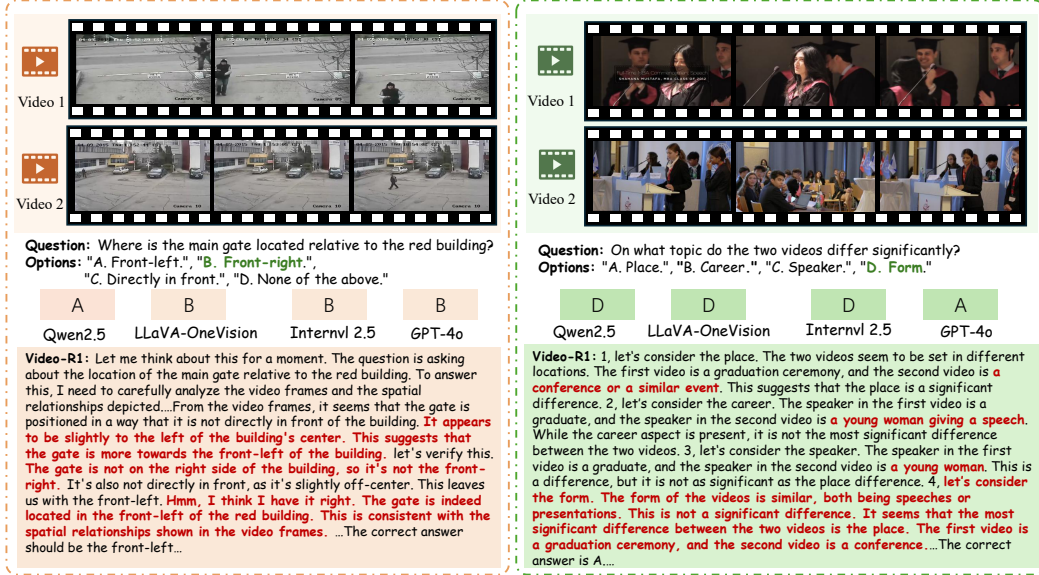 Video 1
Video 2
Camera 09
Camera 10
Camera 10
Camera 10
Question: Where is the main gate located relative to the red building?
Options: "A. Front-left.", "B. Front-right.",
"C. Directly in front.", "D. None of the above."
A
B
B
B
Qwen2.5
LLaVA-OneVision
Internvl 2.5
GPT-4o
Video-R1: Let me think about this for a moment. The question is asking
about the location of the main gate relative to the red building. To answer
this, I need to carefully analyze the video frames and the spatial
relationships depicted....From the video frames, it seems that the gate is
positioned in a way that it is not directly in front of the building. It appears
to be slightly to the left of the building's center. This suggests that
the gate is more towards the front-left of the building. let's verify this.
The gate is not on the right side of the building, so it's not the front-
right. It's also not directly in front, as it's slightly off-center. This leaves
us with the front-left. Hmm, I think I have it right. The gate is indeed
located in the front-left of the red building. This is consistent with the
spatial relationships shown in the video frames. ...The correct answer
should be the front-left...
Video 1
Video 2
Question: On what topic do the two videos differ significantly?
Options: "A. Place.", "B. Career.", "C. Speaker.", "D. Form."
D
D
D
A
Qwen2.5
LLaVA-OneVision
Internvl 2.5
GPT-4o
Video-R1: 1, let's consider the place. The two videos seem to be set in different
locations. The first video is a graduation ceremony, and the second video is a
conference or a similar event. This suggests that the place is a significant
difference. 2, let's consider the career. The speaker in the first video is a
graduate, and the speaker in the second video is a young woman giving a speech.
While the career aspect is present, it is not the most significant difference
between the two videos. 3, let's consider the speaker. The speaker in the first
video is a graduate, and the speaker in the second video is a young woman. This is
a difference, but it is not as significant as the place difference. 4, let's consider
the form. The form of the videos is similar, both being speeches or
presentations. This is not a significant difference. It seems that the most
significant difference between the two videos is the place. The first video is
a graduation ceremony, and the second video is a conference....The correct
answer is A....